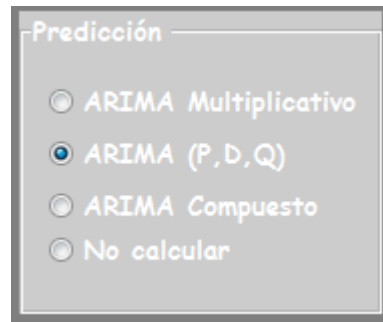 Predicción
ARIMA Multiplicativo
ARIMA (P,D,Q)
ARIMA Compuesto
No calcular